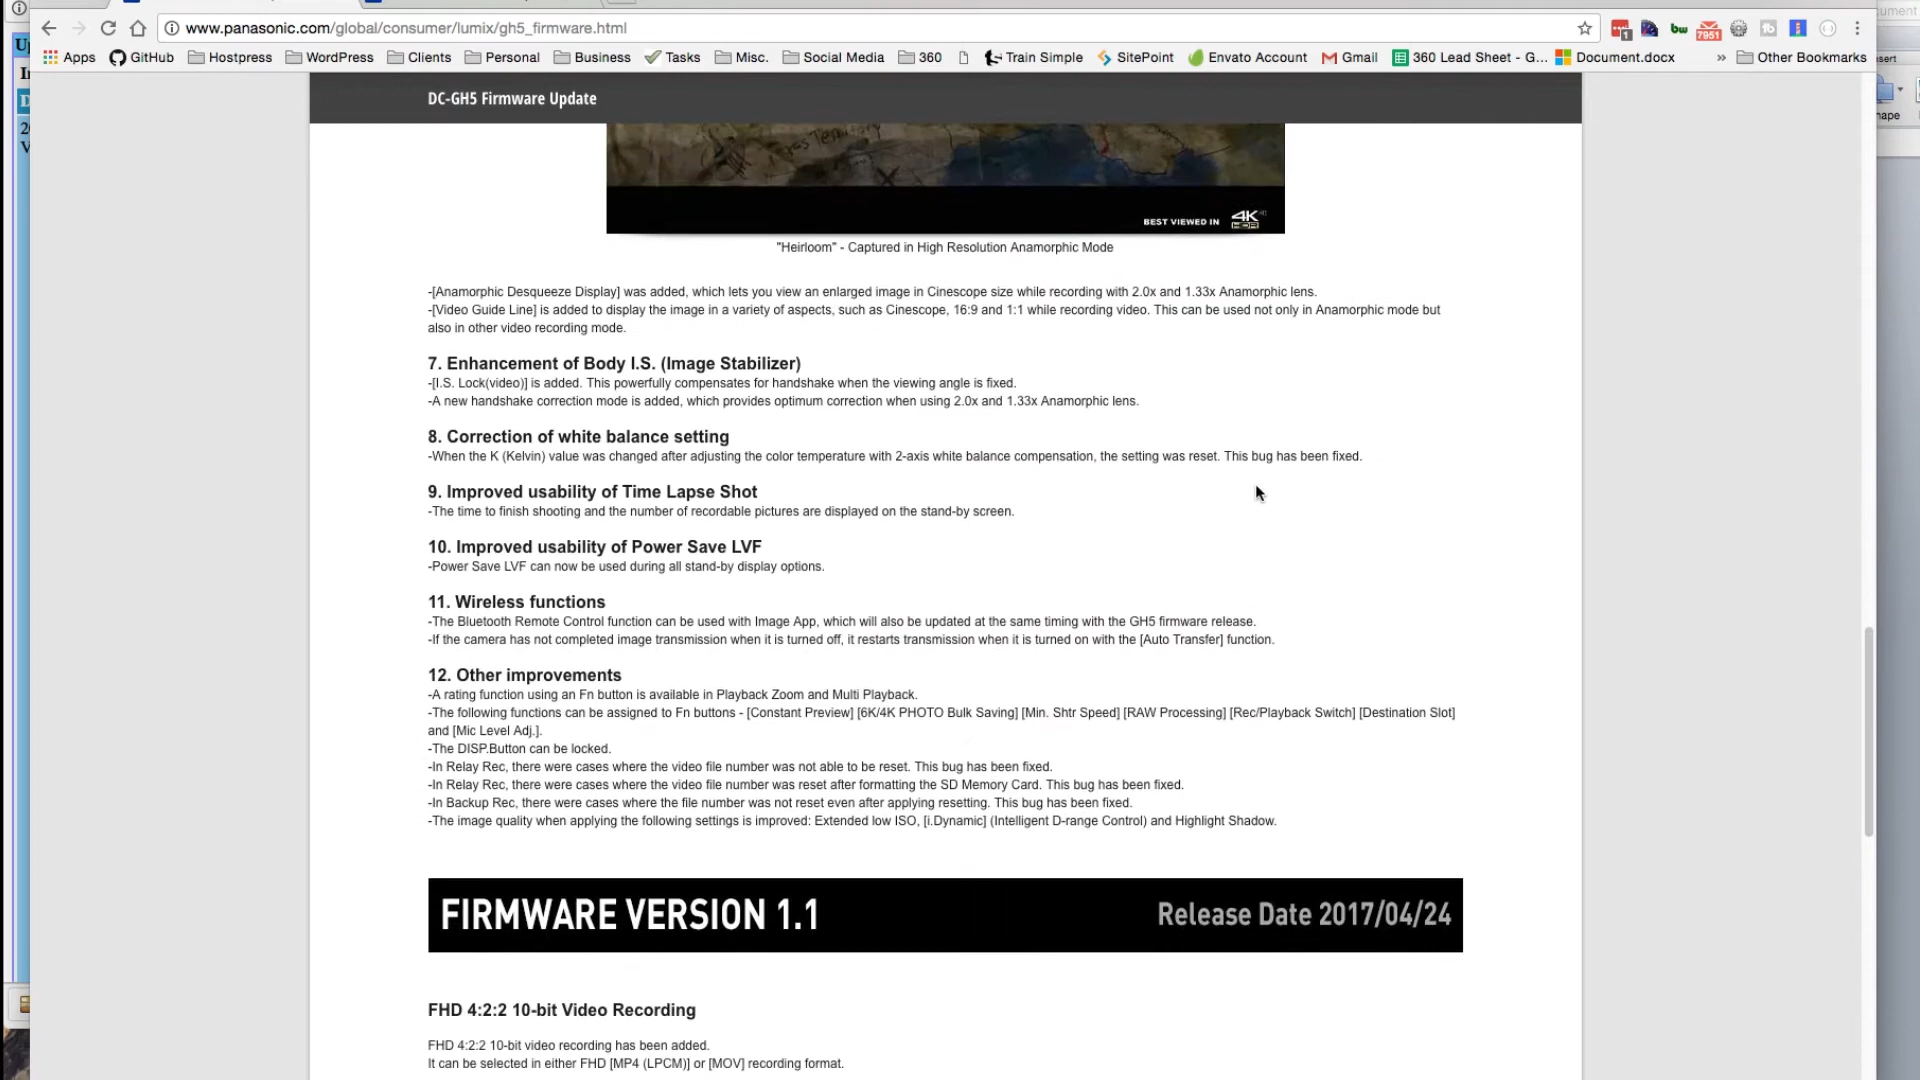 www.panasonic.com/global/consumer/lumix/gh5_firmware.html
1
bw
7951
Apps GitHub Hostpress WordPress Clients Personal Business Tasks Misc. Social Media 360 Train Simple SitePoint Envato Account Gmail 360 Lead Sheet - G... Document.docx » Other Bookmarks
DC-GH5 Firmware Update
BEST VIEWED IN 4K HDR
"Heirloom" - Captured in High Resolution Anamorphic Mode
-[Anamorphic Desqueeze Display] was added, which lets you view an enlarged image in Cinescope size while recording with 2.0x and 1.33x Anamorphic lens.
-[Video Guide Line] is added to display the image in a variety of aspects, such as Cinescope, 16:9 and 1:1 while recording video. This can be used not only in Anamorphic mode but
also in other video recording mode.
7. Enhancement of Body I.S. (Image Stabilizer)
-[I.S. Lock(video)] is added. This powerfully compensates for handshake when the viewing angle is fixed.
-A new handshake correction mode is added, which provides optimum correction when using 2.0x and 1.33x Anamorphic lens.
8. Correction of white balance setting
-When the K (Kelvin) value was changed after adjusting the color temperature with 2-axis white balance compensation, the setting was reset. This bug has been fixed.
9. Improved usability of Time Lapse Shot
-The time to finish shooting and the number of recordable pictures are displayed on the stand-by screen.
10. Improved usability of Power Save LVF
-Power Save LVF can now be used during all stand-by display options.
11. Wireless functions
-The Bluetooth Remote Control function can be used with Image App, which will also be updated at the same timing with the GH5 firmware release.
-If the camera has not completed image transmission when it is turned off, it restarts transmission when it is turned on with the [Auto Transfer] function.
12. Other improvements
-A rating function using an Fn button is available in Playback Zoom and Multi Playback.
-The following functions can be assigned to Fn buttons - [Constant Preview] [6K/4K PHOTO Bulk Saving] [Min. Shtr Speed] [RAW Processing] [Rec/Playback Switch] [Destination Slot]
and [Mic Level Adj.].
-The DISP.Button can be locked.
-In Relay Rec, there were cases where the video file number was not able to be reset. This bug has been fixed.
-In Relay Rec, there were cases where the video file number was reset after formatting the SD Memory Card. This bug has been fixed.
-In Backup Rec, there were cases where the file number was not reset even after applying resetting. This bug has been fixed.
-The image quality when applying the following settings is improved: Extended low ISO, [i.Dynamic] (Intelligent D-range Control) and Highlight Shadow.
FIRMWARE VERSION 1.1 Release Date 2017/04/24
FHD 4:2:2 10-bit Video Recording
FHD 4:2:2 10-bit video recording has been added.
It can be selected in either FHD [MP4 (LPCM)] or [MOV] recording format.